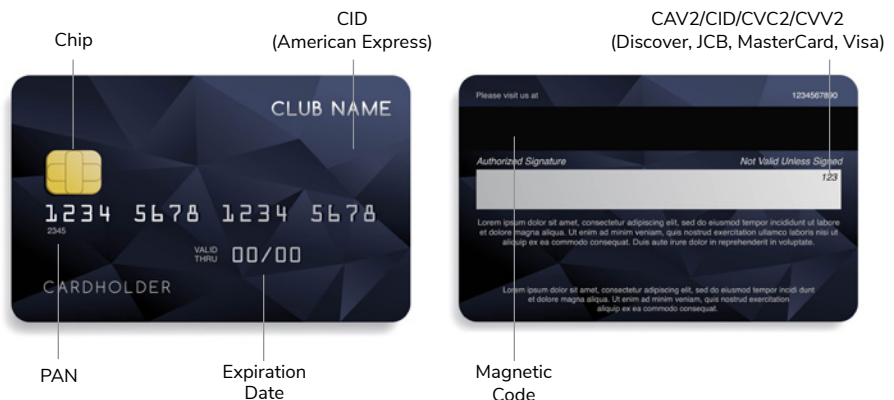 Chip
CID
(American Express)
CAV2/CID/CVC2/CVV2
(Discover, JCB, MasterCard, Visa)
CLUB NAME
1234 5678 1234 5678
2345
VALID
THRU
00/00
CARDHOLDER
PAN
Expiration
Date
Please visit us at
1234567890
Authorized Signature
Not Valid Unless Signed
123
Lorem ipsum dolor sit amet, consectetur adipiscing elit, sed do eiusmod tempor incididunt ut labore
et dolore magna aliqua. Ut enim ad minim veniam, quis nostrud exercitation ullamco laboris nisi ut
aliquip ex ea commodo consequat. Duis aute irure dolor in reprehenderit in voluptate.
Lorem ipsum dolor sit amet, consectetur adipiscing elit, sed do eiusmod tempor incidi dunt
et dolore magna aliqua. Ut enim ad minim veniam, quis nostrud exercitation
aliquip ex ea commodo consequat.
Magnetic
Code